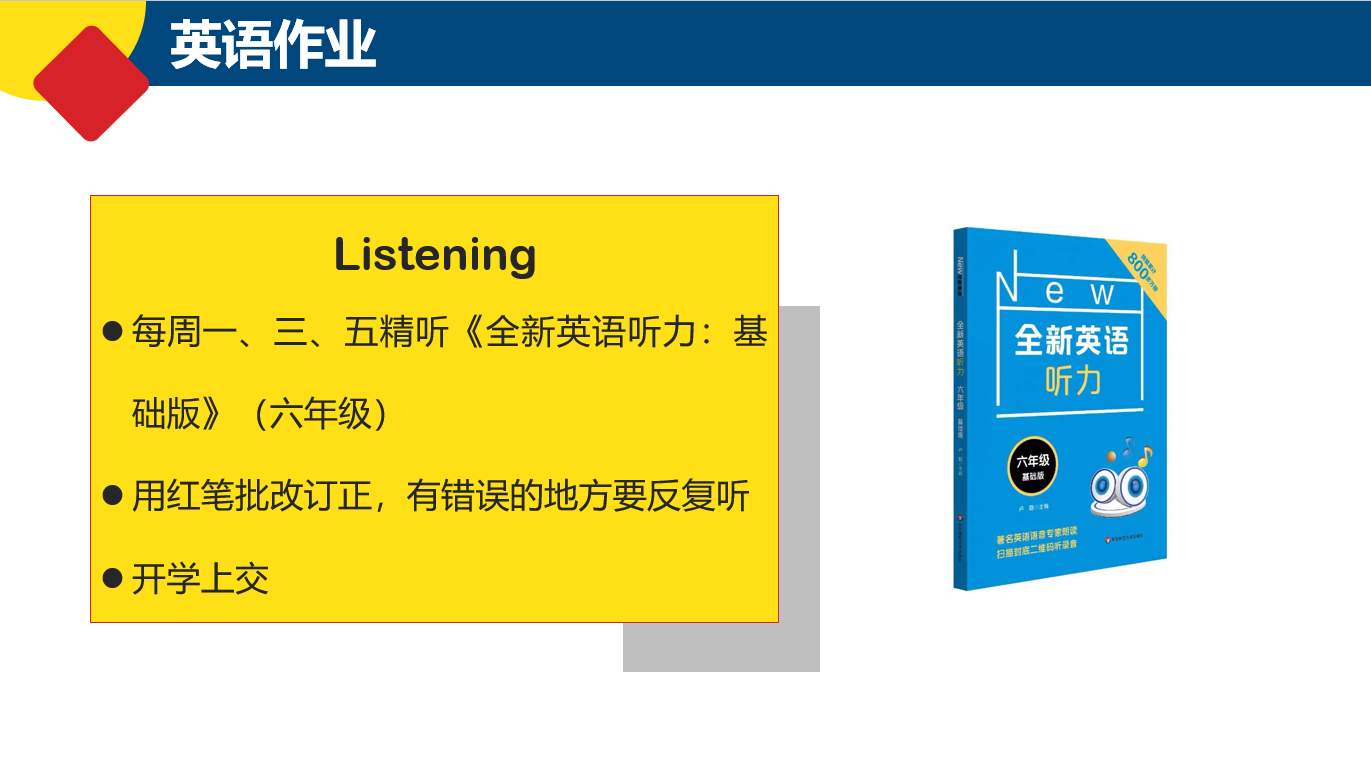 英语作业
Listening
● 每周一、三、五精听《全新英语听力：基
础版》（六年级）
● 用红笔批改订正，有错误的地方要反复听
● 开学上交
New
全新英语
听力
六年级
基础版
著名英语语音专家朗读
扫描封底二维码听录音
全新英语听力 六年级 基础版